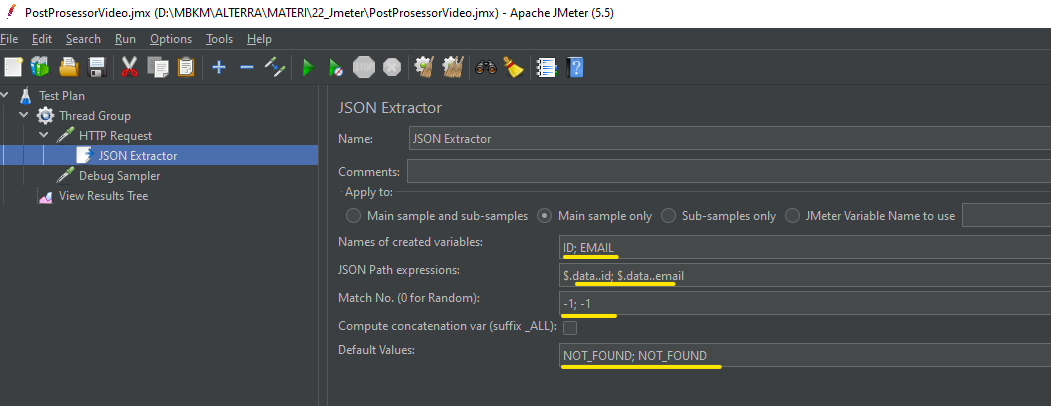 PostProsessorVideo.jmx (D:\MBKM\ALTERRA\MATERI\22_Jmeter\PostProsessorVideo.jmx) - Apache JMeter (5.5)
File Edit Search Run Options Tools Help
Test Plan
Thread Group
HTTP Request
JSON Extractor
Debug Sampler
View Results Tree
JSON Extractor
Name: JSON Extractor
Comments:
Apply to:
Main sample and sub-samples Main sample only Sub-samples only JMeter Variable Name to use
Names of created variables: ID; EMAIL
JSON Path expressions: $.data..id; $.data..email
Match No. (0 for Random): -1; -1
Compute concatenation var (suffix _ALL):
Default Values: NOT_FOUND; NOT_FOUND